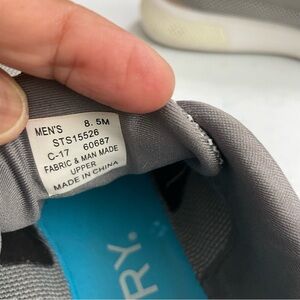 MEN'S 8.5M
STS15526
C-17 60687
FABRIC & MAN MADE
UPPER
MADE IN CHINA
RY.